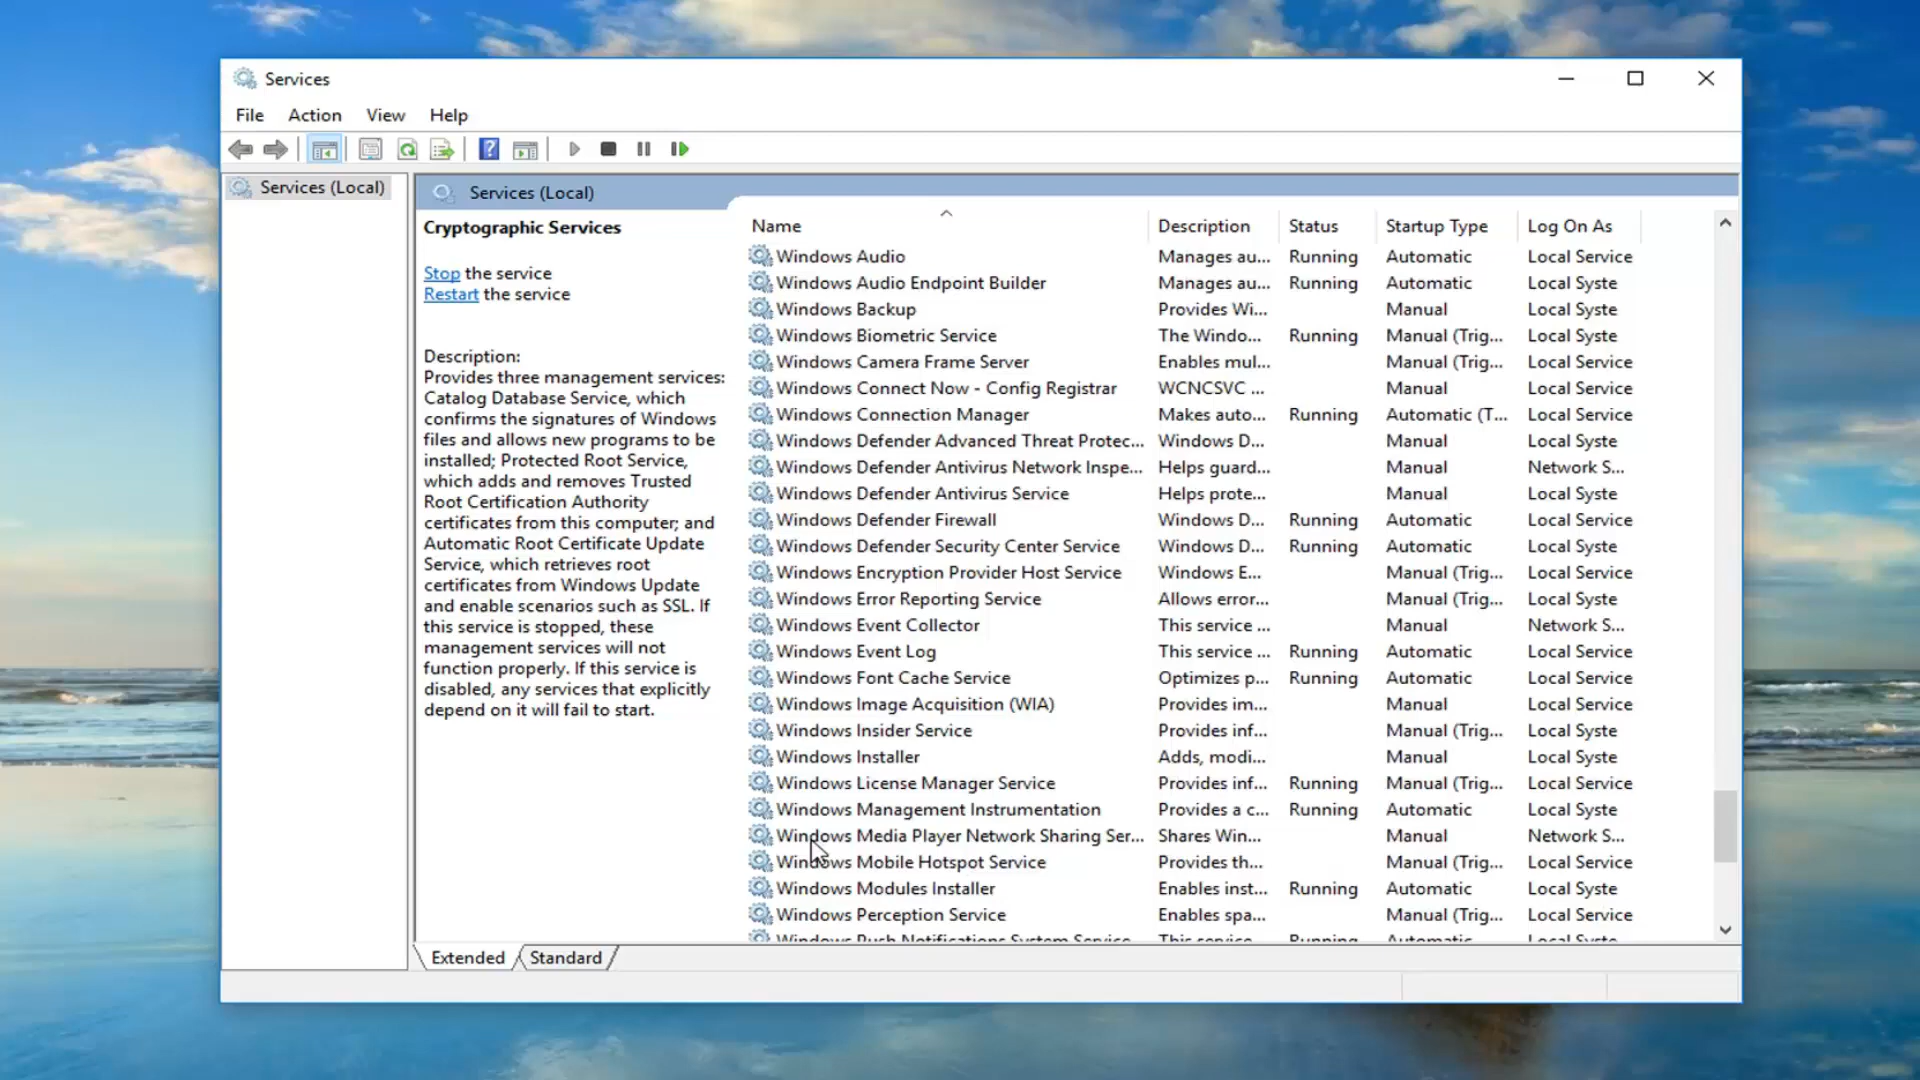 Services
File Action View Help
Services (Local)
Services (Local)
Cryptographic Services
Stop the service
Restart the service
Description:
Provides three management services:
Catalog Database Service, which
confirms the signatures of Windows
files and allows new programs to be
installed; Protected Root Service,
which adds and removes Trusted
Root Certification Authority
certificates from this computer; and
Automatic Root Certificate Update
Service, which retrieves root
certificates from Windows Update
and enable scenarios such as SSL. If
this service is stopped, these
management services will not
function properly. If this service is
disabled, any services that explicitly
depend on it will fail to start.
Name Description Status Startup Type Log On As
Windows Audio Manages au... Running Automatic Local Service
Windows Audio Endpoint Builder Manages au... Running Automatic Local Syste
Windows Backup Provides Wi... Manual Local Syste
Windows Biometric Service The Windo... Running Manual (Trig... Local Syste
Windows Camera Frame Server Enables mul... Manual (Trig... Local Service
Windows Connect Now - Config Registrar WCNCSVC ... Manual Local Service
Windows Connection Manager Makes auto... Running Automatic (T... Local Service
Windows Defender Advanced Threat Protec... Windows D... Manual Local Syste
Windows Defender Antivirus Network Inspe... Helps guard... Manual Network S...
Windows Defender Antivirus Service Helps prote... Manual Local Syste
Windows Defender Firewall Windows D... Running Automatic Local Service
Windows Defender Security Center Service Windows D... Running Automatic Local Syste
Windows Encryption Provider Host Service Windows E... Manual (Trig... Local Service
Windows Error Reporting Service Allows error... Manual (Trig... Local Syste
Windows Event Collector This service ... Manual Network S...
Windows Event Log This service ... Running Automatic Local Service
Windows Font Cache Service Optimizes p... Running Automatic Local Service
Windows Image Acquisition (WIA) Provides im... Manual Local Service
Windows Insider Service Provides inf... Manual (Trig... Local Syste
Windows Installer Adds, modi... Manual Local Syste
Windows License Manager Service Provides inf... Running Manual (Trig... Local Service
Windows Management Instrumentation Provides a c... Running Automatic Local Syste
Windows Media Player Network Sharing Ser... Shares Win... Manual Network S...
Windows Mobile Hotspot Service Provides th... Manual (Trig... Local Service
Windows Modules Installer Enables inst... Running Automatic Local Syste
Windows Perception Service Enables spa... Manual (Trig... Local Service
Windows Push Notifications System Service This service Running Automatic Local Syste
Extended Standard